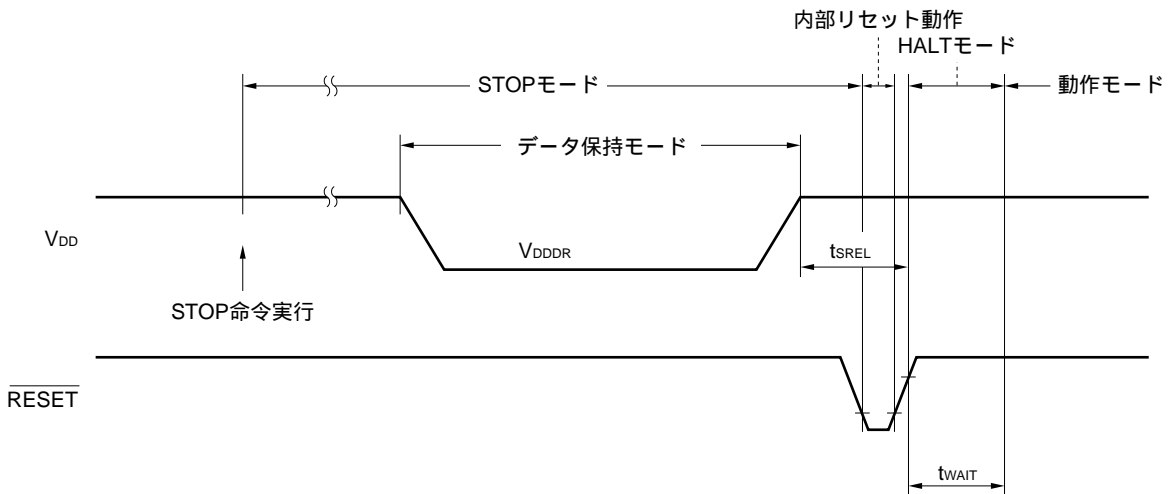 内部リセット動作
HALTモード
STOPモード
動作モード
データ保持モード
VDD
VDDDR
tSREL
STOP命令実行
RESET
tWAIT